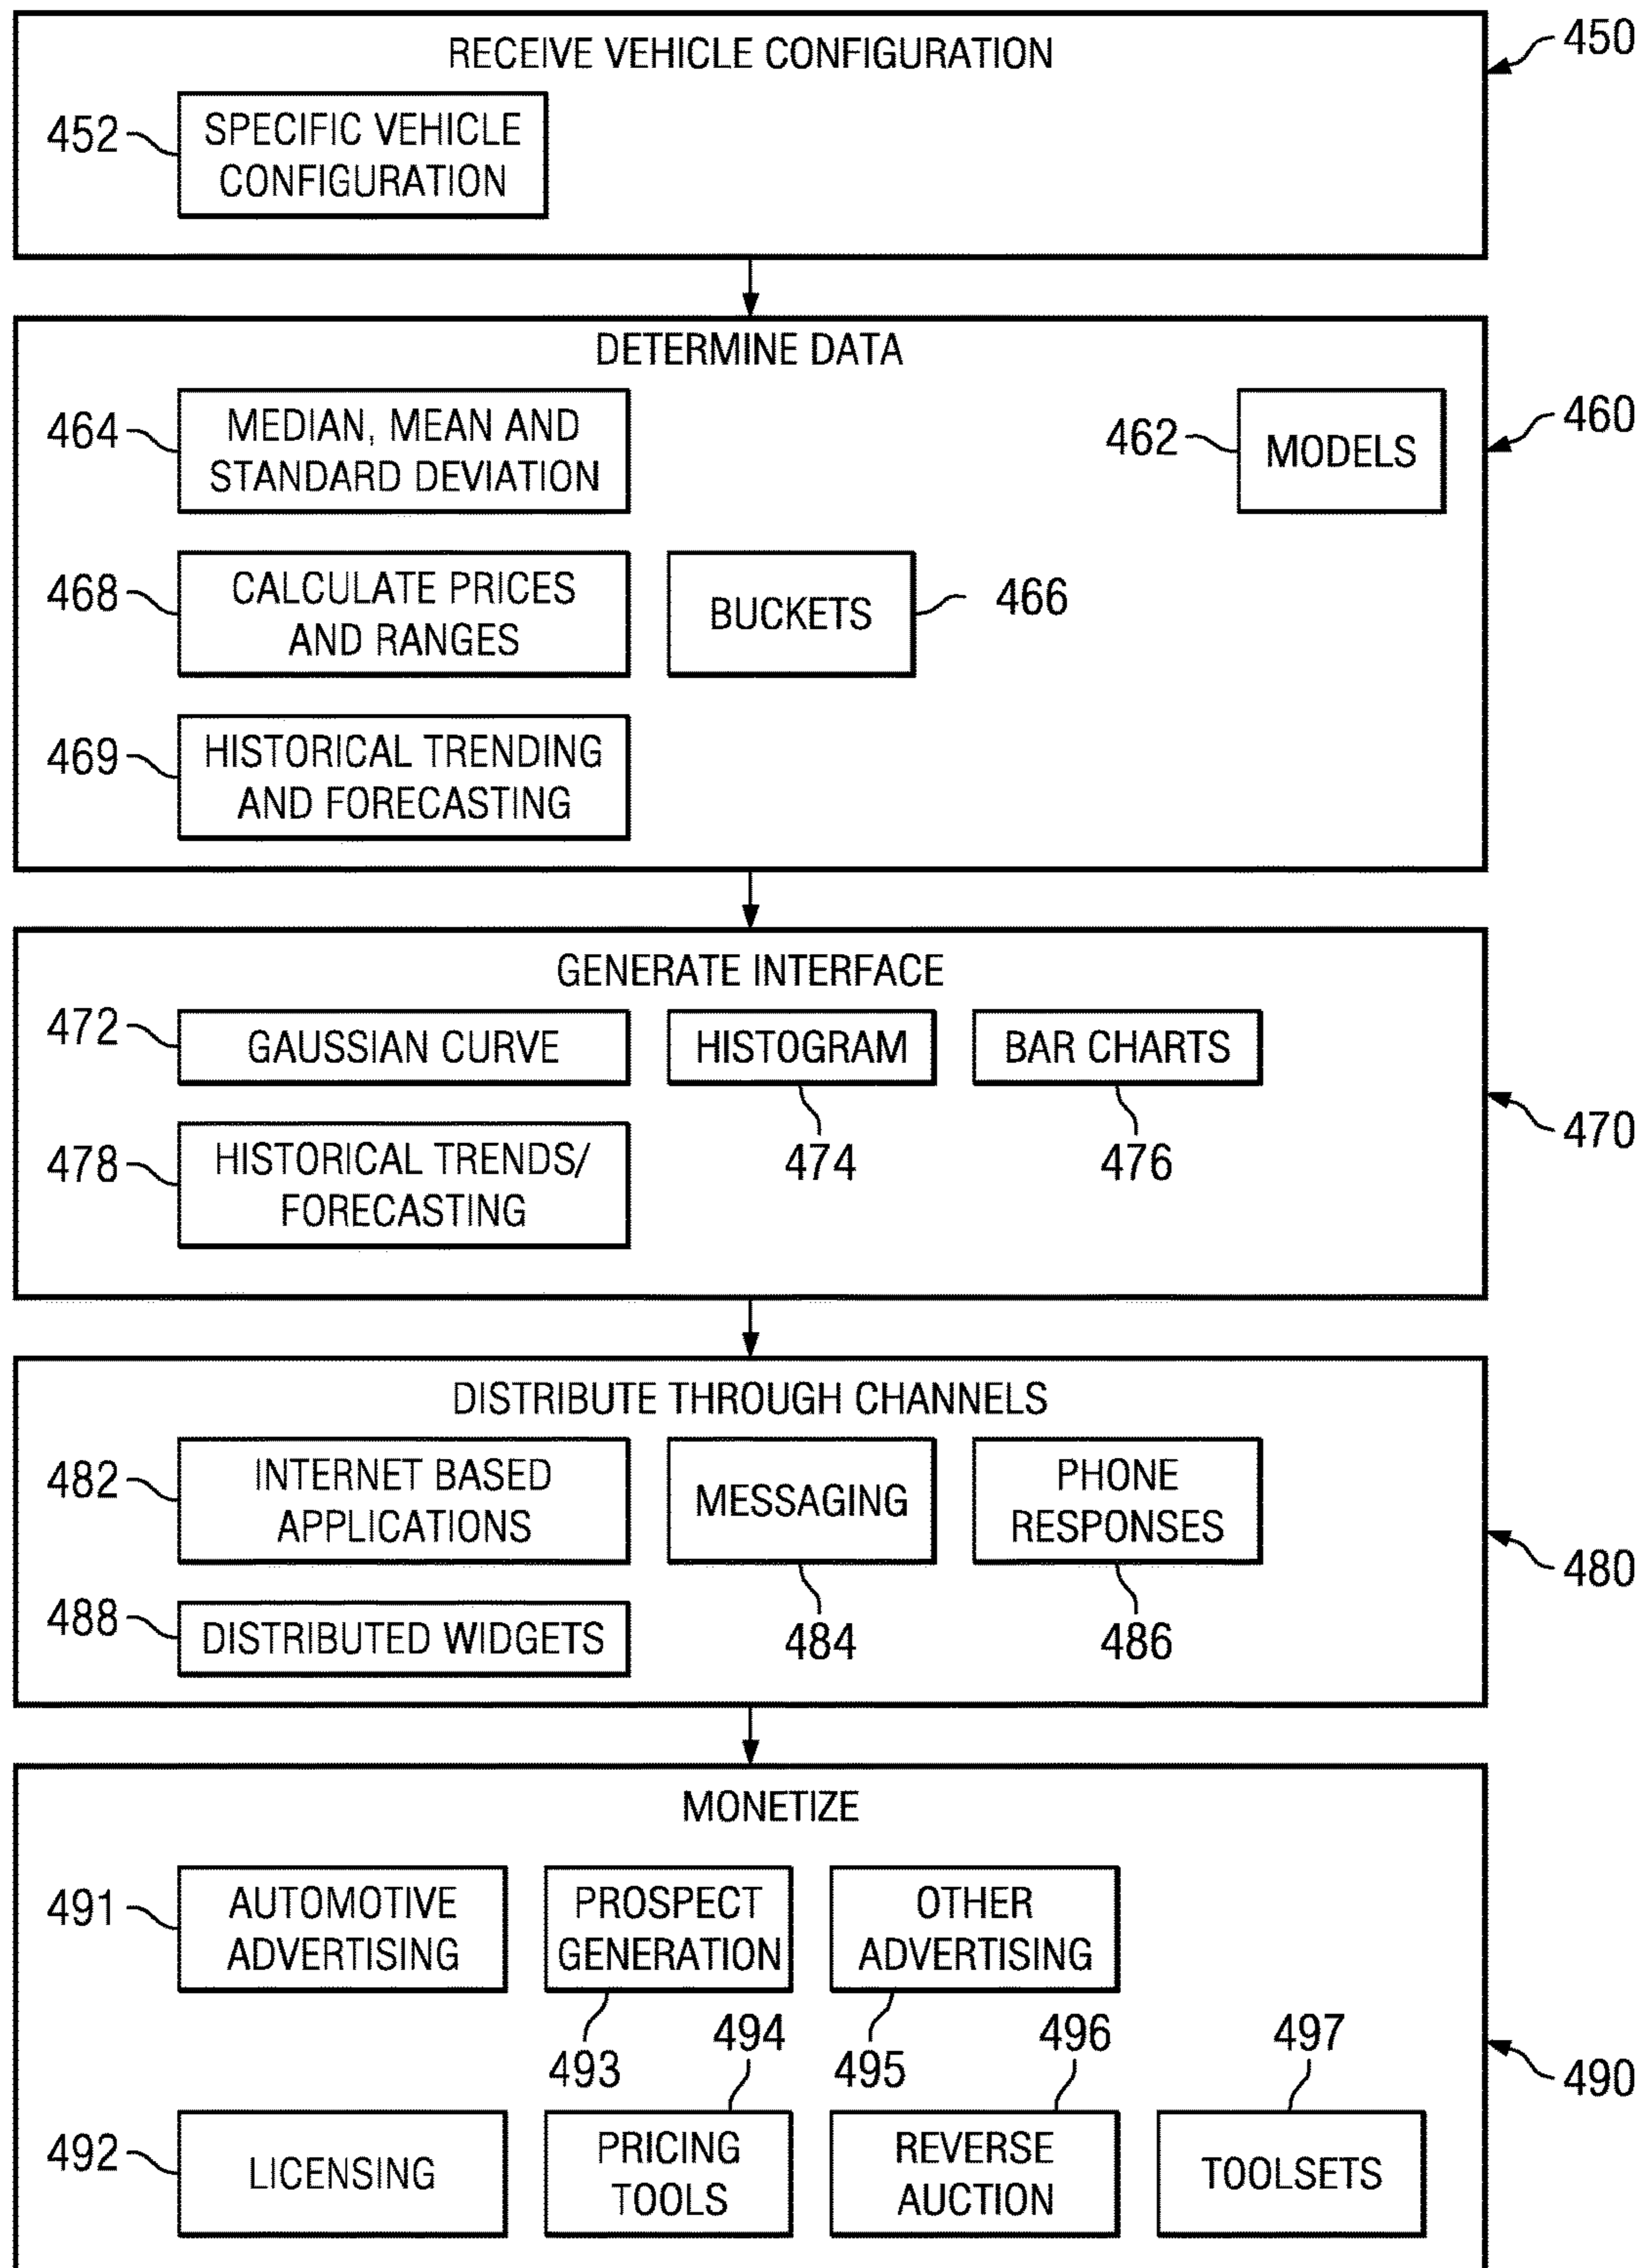 RECEIVE VEHICLE CONFIGURATION
450
452
SPECIFIC VEHICLE
CONFIGURATION
DETERMINE DATA
464
MEDIAN, MEAN AND
STANDARD DEVIATION
462
MODELS
460
468
CALCULATE PRICES
AND RANGES
BUCKETS
466
469
HISTORICAL TRENDING
AND FORECASTING
GENERATE INTERFACE
472
GAUSSIAN CURVE
HISTOGRAM
BAR CHARTS
470
478
HISTORICAL TRENDS/
FORECASTING
474
476
DISTRIBUTE THROUGH CHANNELS
482
INTERNET BASED
APPLICATIONS
MESSAGING
PHONE
RESPONSES
480
488
DISTRIBUTED WIDGETS
484
486
MONETIZE
491
AUTOMOTIVE
ADVERTISING
PROSPECT
GENERATION
OTHER
ADVERTISING
493
494
495
496
497
490
492
LICENSING
PRICING
TOOLS
REVERSE
AUCTION
TOOLSETS